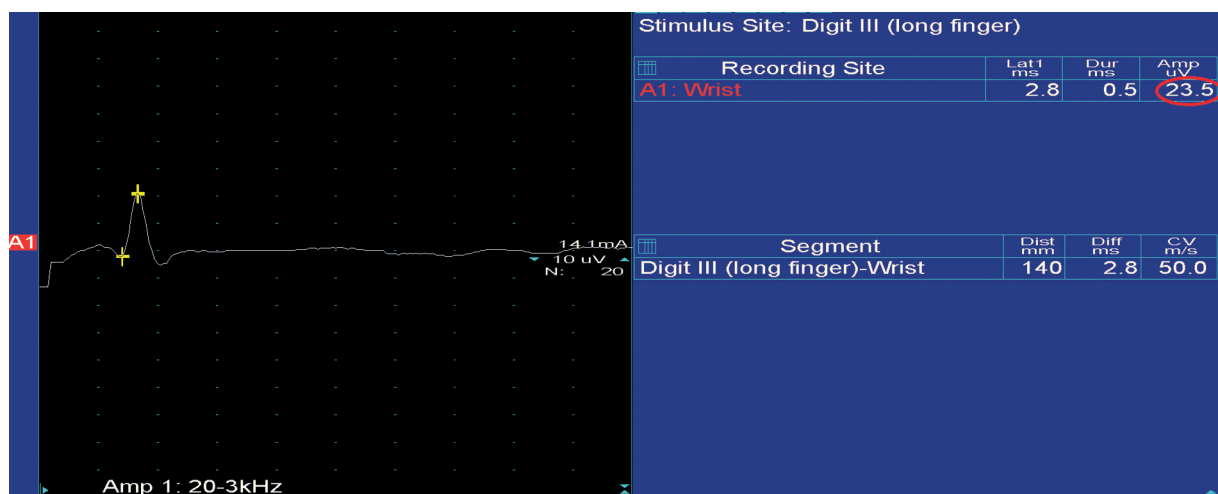 A1
14.1mA
10 uV
N: 20
Amp 1: 20-3kHz
Stimulus Site: Digit III (long finger)
Recording Site Lat1 ms Dur ms Amp uV
A1: Wrist 2.8 0.5 23.5
Segment Dist mm Diff ms CV m/s
Digit III (long finger)-Wrist 140 2.8 50.0